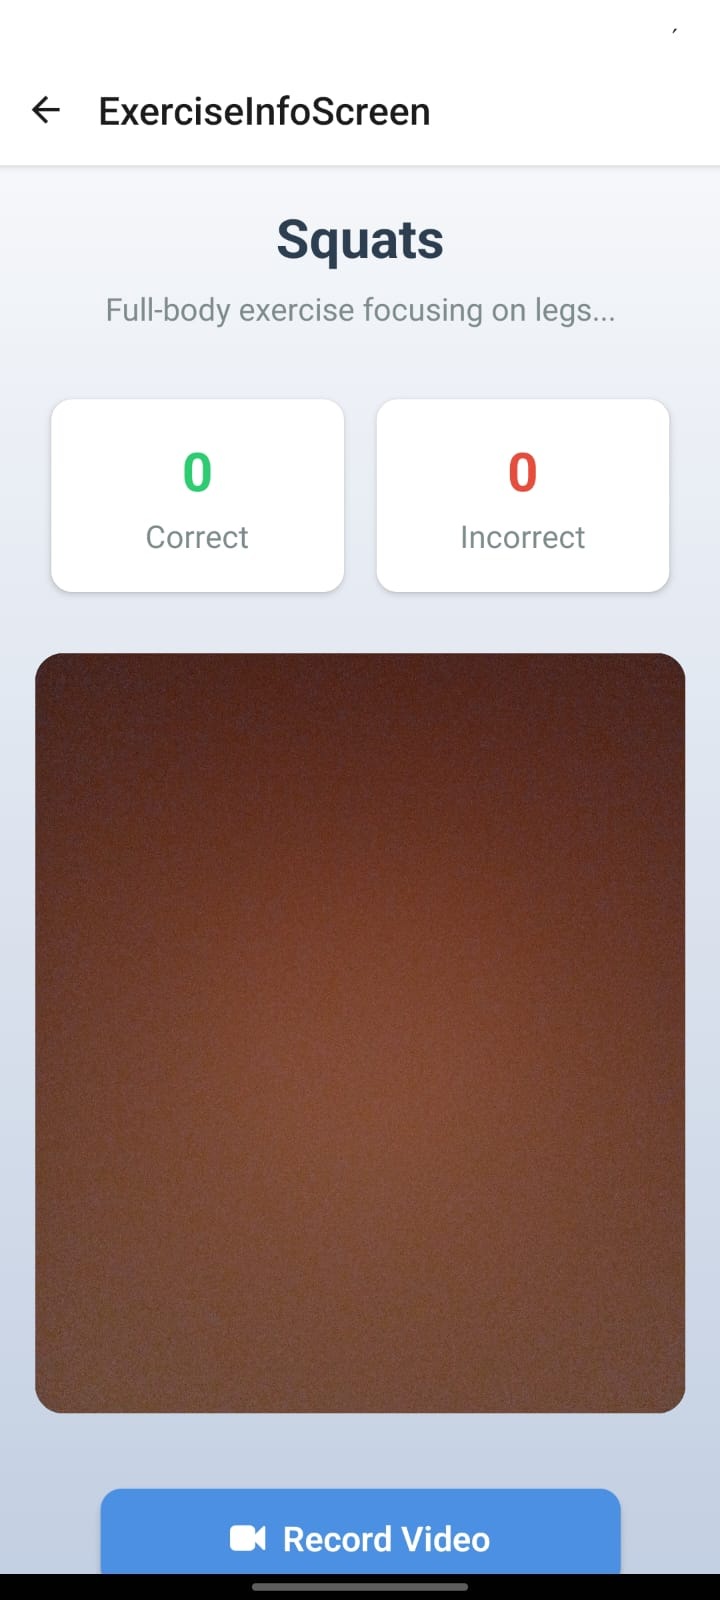 ExerciseInfoScreen
Squats
Full-body exercise focusing on legs...
0
Correct
0
Incorrect
Record Video